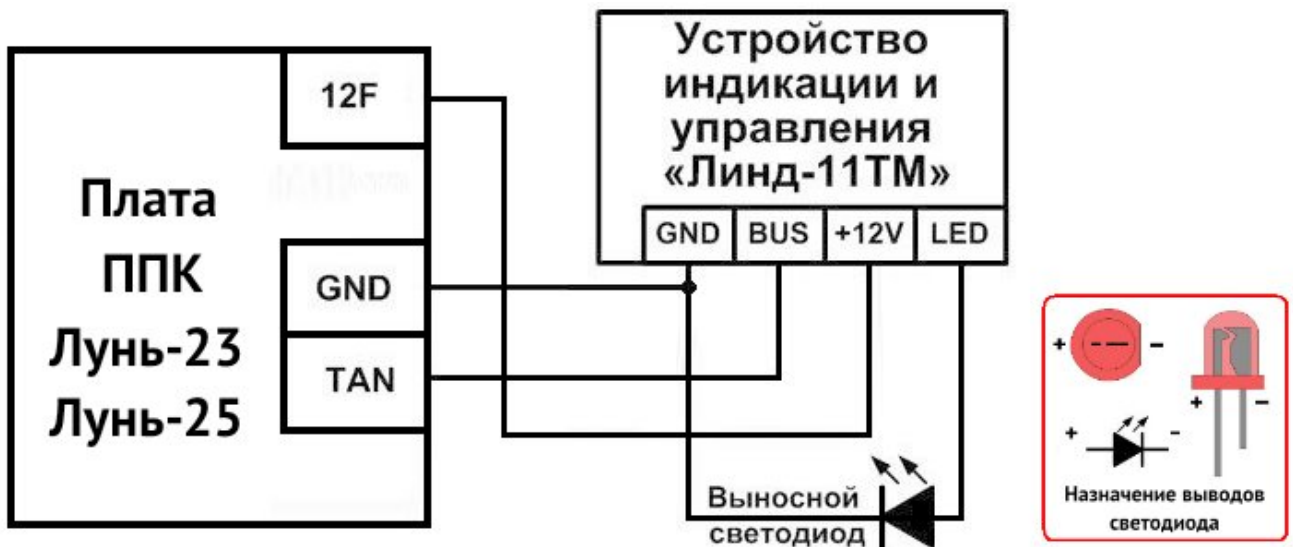 Плата
ППК
Лунь-23
Лунь-25
12F
GND
TAN
Устройство
индикации и
управления
«Линд-11ТМ»
GND BUS +12V LED
Выносной
светодиод
+ -
+ -
+ -
Назначение выводов
светодиода